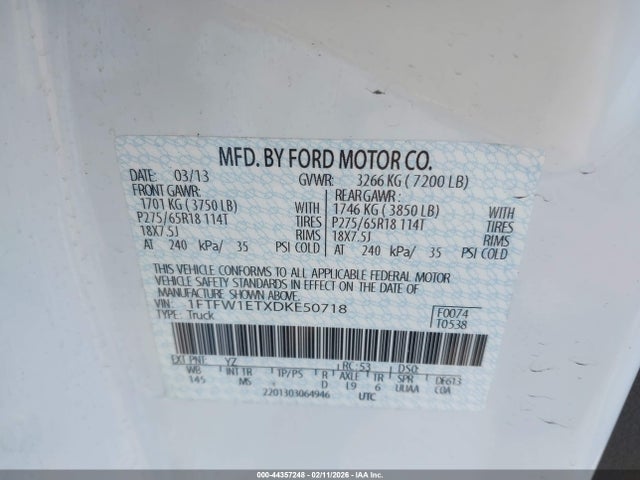 MFD. BY FORD MOTOR CO.
DATE: 03/13 GVWR: 3266 KG ( 7200 LB)
FRONT GAWR: REAR GAWR:
1701 KG ( 3750 LB) WITH 1746 KG ( 3850 LB) WITH
P275/65R18 114T TIRES P275/65R18 114T TIRES
18X7.5J RIMS 18X7.5J RIMS
AT 240 kPa/ 35 PSI COLD AT 240 kPa/ 35 PSI COLD
THIS VEHICLE CONFORMS TO ALL APPLICABLE FEDERAL MOTOR
VEHICLE SAFETY STANDARDS IN EFFECT ON THE DATE OF
MANUFACTURE SHOWN ABOVE.
VIN: 1FTFW1ETXDKE50718 F0074
TYPE: Truck T0538
EXT PNT: YZ RC: 53 DSO:
WB INT TR TP/PS R AXLE TR SPR DF613
145 MS D L9 6 UUAA COA
2201303064946 UTC
000-44357248 - 02/11/2026 - IAA Inc.